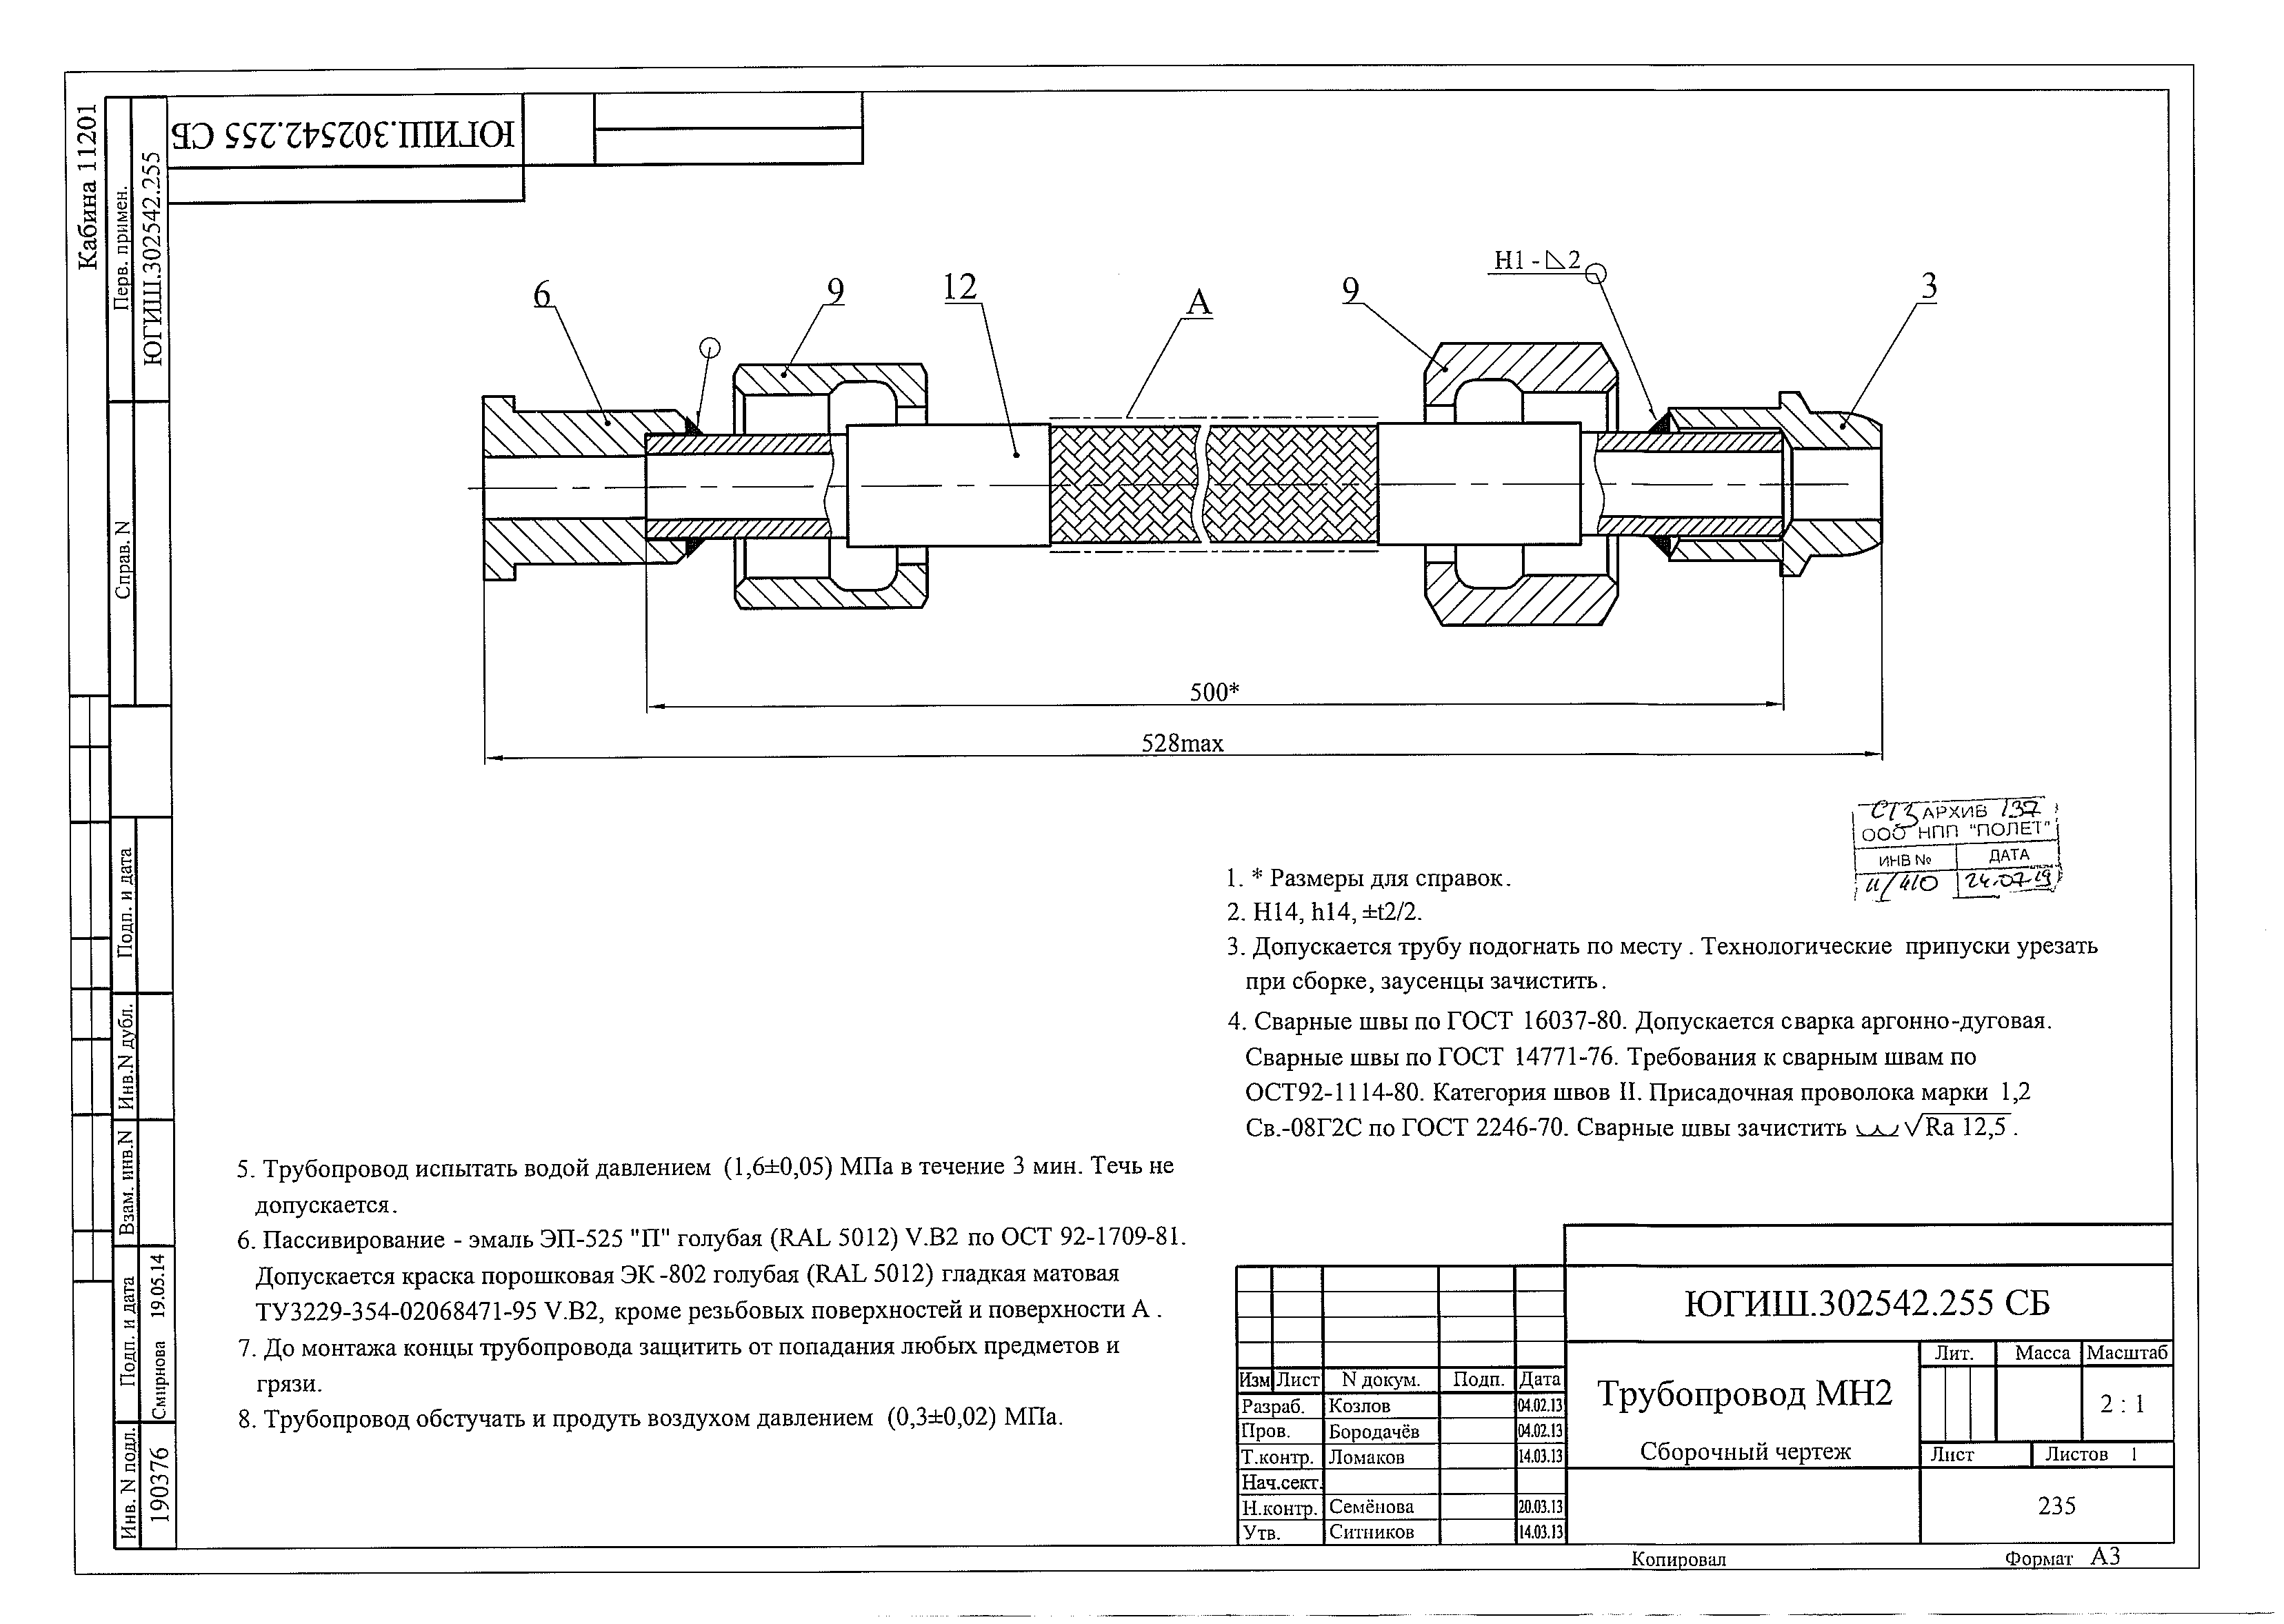 Кабина 11201
Перв. примен.
ЮГИШ.302542.255
Справ. N
Подп. и дата
Инв.N дубл.
Взам. инв.N
Подп. и дата
Смирнова 19.05.14
Инв. N подл.
190376
ЮГИШ.302542.255 СБ
6
9
12
А
9
Н1 - ◺2
3
500*
528max
СТЗ АРХИВ 137
ООО НПП "ПОЛЕТ"
ИНВ № ДАТА
11/410 24.07.19
1. * Размеры для справок.
2. Н14, h14, ±t2/2.
3. Допускается трубу подогнать по месту . Технологические припуски урезать
при сборке, заусенцы зачистить.
4. Сварные швы по ГОСТ 16037-80. Допускается сварка аргонно-дуговая.
Сварные швы по ГОСТ 14771-76. Требования к сварным швам по
ОСТ92-1114-80. Категория швов II. Присадочная проволока марки 1,2
Св.-08Г2С по ГОСТ 2246-70. Сварные швы зачистить √Ra 12,5 .
5. Трубопровод испытать водой давлением (1,6±0,05) МПа в течение 3 мин. Течь не
допускается.
6. Пассивирование - эмаль ЭП-525 "П" голубая (RAL 5012) V.В2 по ОСТ 92-1709-81.
Допускается краска порошковая ЭК -802 голубая (RAL 5012) гладкая матовая
ТУ3229-354-02068471-95 V.В2, кроме резьбовых поверхностей и поверхности А .
7. До монтажа концы трубопровода защитить от попадания любых предметов и
грязи.
8. Трубопровод обстучать и продуть воздухом давлением (0,3±0,02) МПа.
ЮГИШ.302542.255 СБ
Изм Лист N докум. Подп. Дата
Разраб. Козлов 04.02.13
Пров. Бородачёв 04.02.13
Т.контр. Ломаков 14.03.13
Нач.сект.
Н.контр. Семёнова 20.03.13
Утв. Ситников 14.03.13
Трубопровод МН2
Сборочный чертеж
Лит. Масса Масштаб
2 : 1
Лист Листов 1
235
Копировал Формат А3